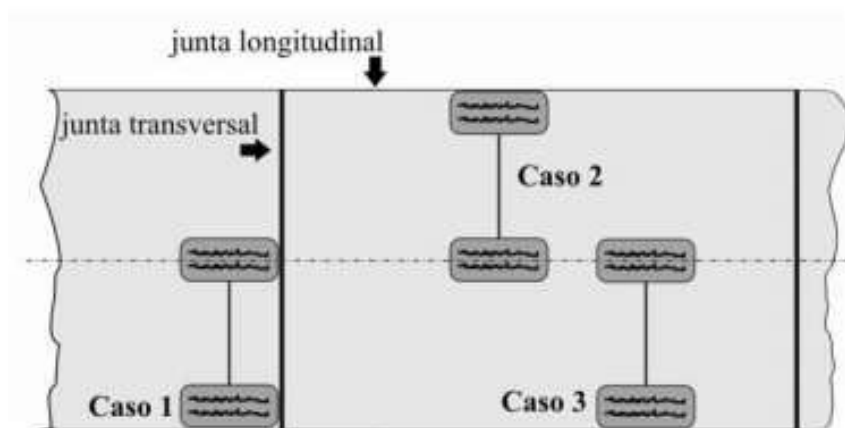 junta longitudinal
junta transversal
Caso 2
Caso 1
Caso 3